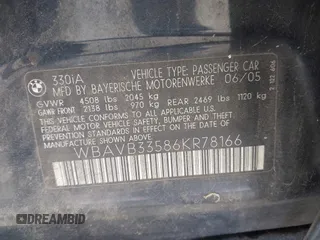 330iA VEHICLE TYPE: PASSENGER CAR
MFD BY BAYERISCHE MOTORENWERKE 06/05
GVWR 4508 lbs 2045 kg
FRONT 2138 lbs 970 kg REAR 2469 lbs 1120 kg
THIS VEHICLE CONFORMS TO ALL APPLICABLE
U.S. FEDERAL MOTOR VEHICLE SAFETY, BUMPER
AND THEFT PREVENTION STANDARDS IN EFFECT
ON THE DATE OF MANUFACTURE SHOWN ABOVE.
WBAVB33586KR78166
DREAMBID